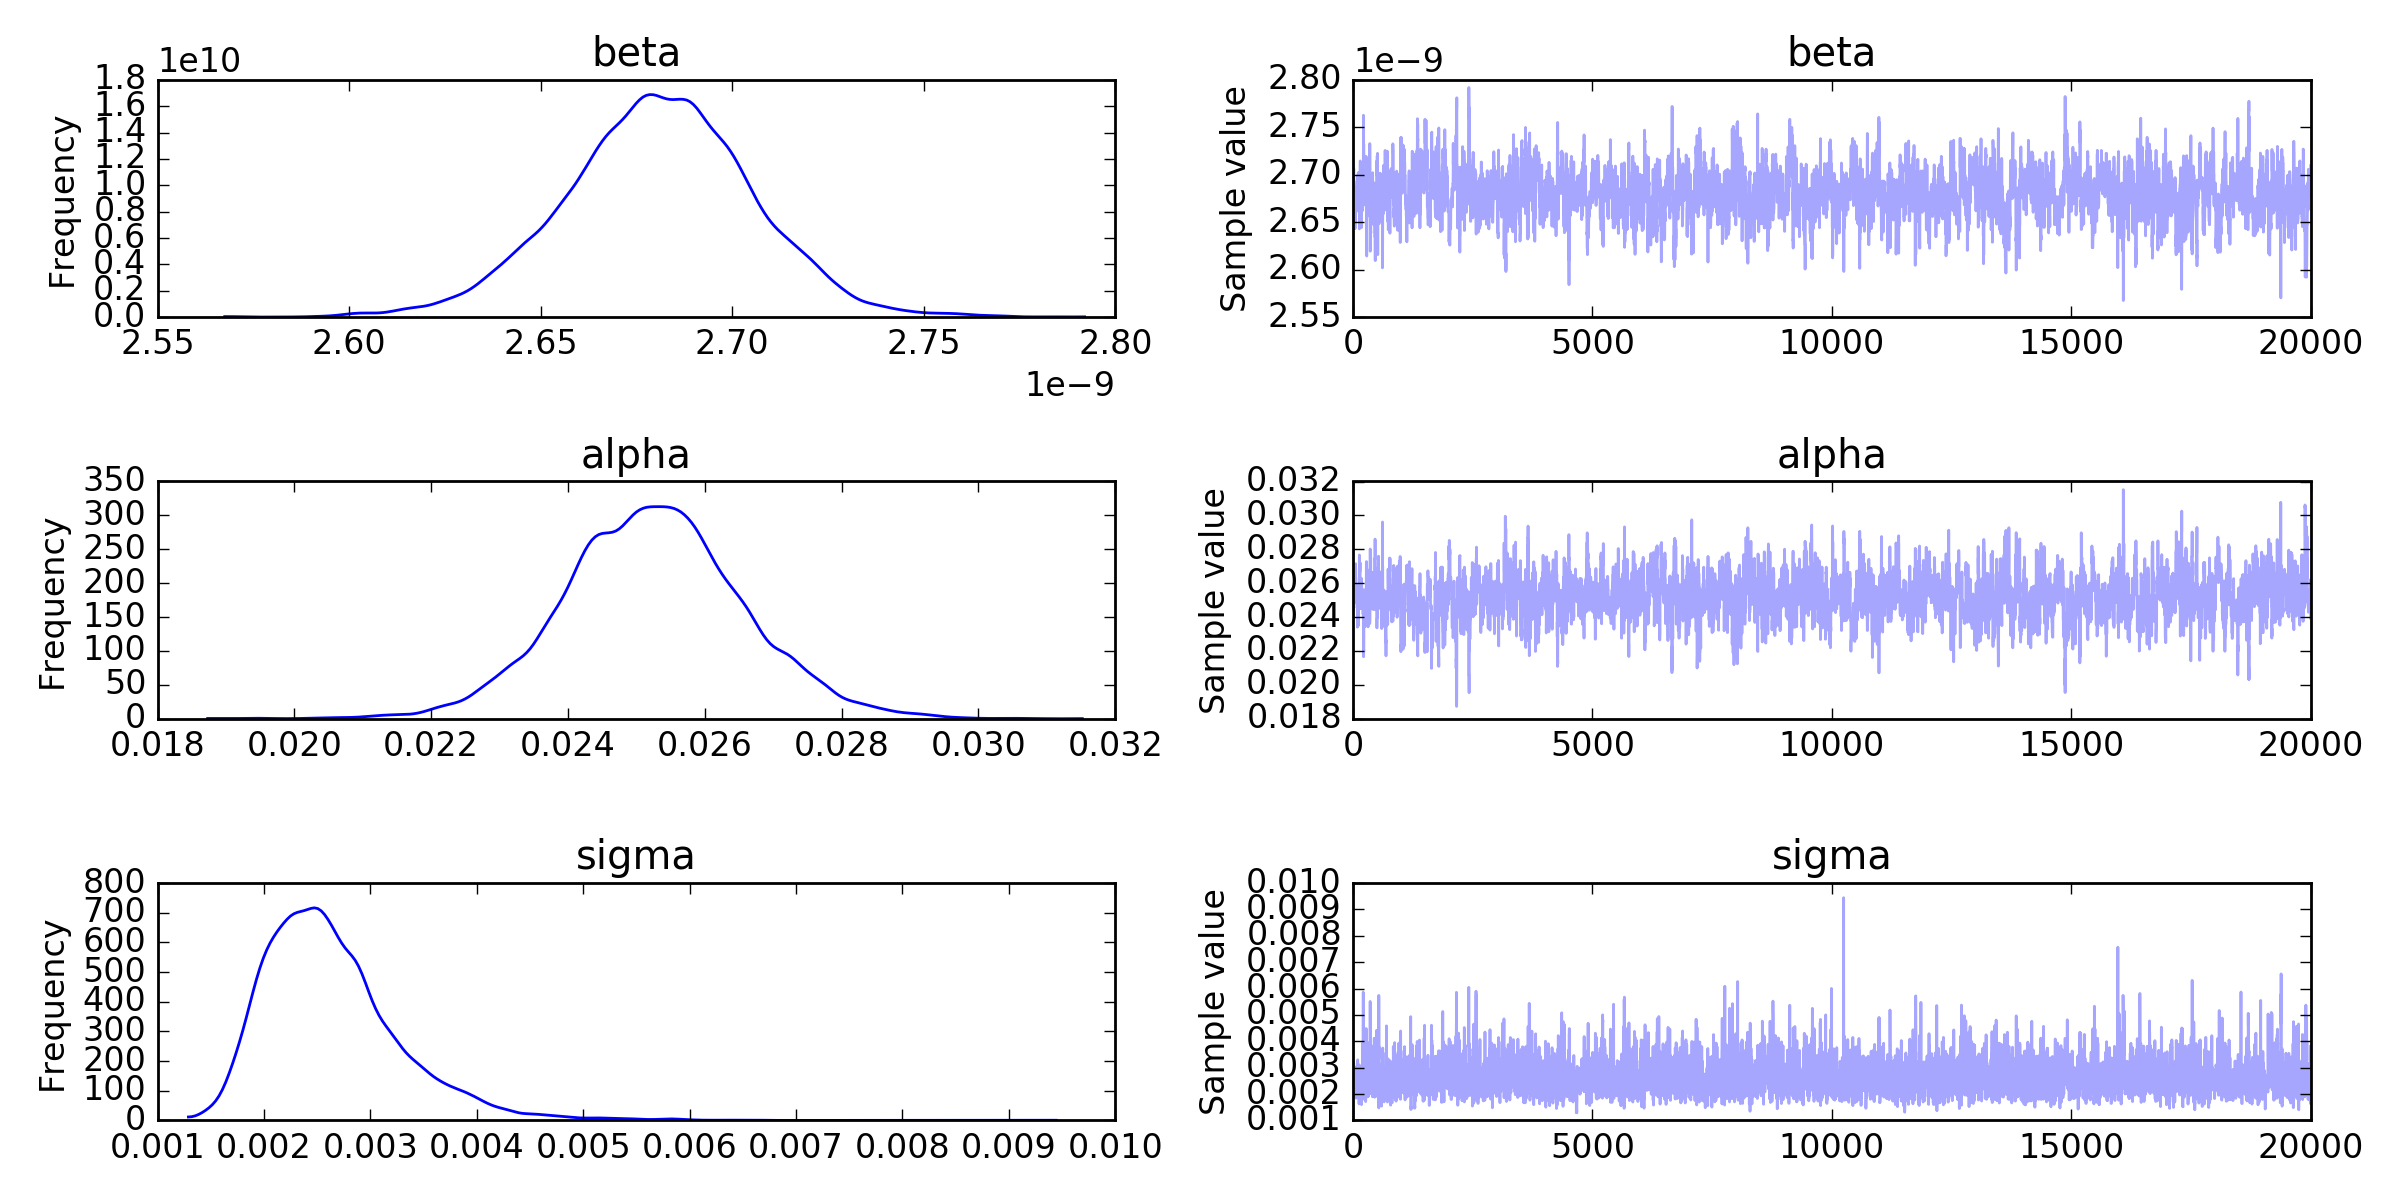 beta
1e10
Frequency
1.8
1.6
1.4
1.2
1.0
0.8
0.6
0.4
0.2
0.0
2.55 2.60 2.65 2.70 2.75 2.80
1e−9
beta
1e−9
Sample value
2.80
2.75
2.70
2.65
2.60
2.55
0 5000 10000 15000 20000
alpha
Frequency
350
300
250
200
150
100
50
0
0.018 0.020 0.022 0.024 0.026 0.028 0.030 0.032
alpha
Sample value
0.032
0.030
0.028
0.026
0.024
0.022
0.020
0.018
0 5000 10000 15000 20000
sigma
Frequency
800
700
600
500
400
300
200
100
0
0.001 0.002 0.003 0.004 0.005 0.006 0.007 0.008 0.009 0.010
sigma
Sample value
0.010
0.009
0.008
0.007
0.006
0.005
0.004
0.003
0.002
0.001
0 5000 10000 15000 20000